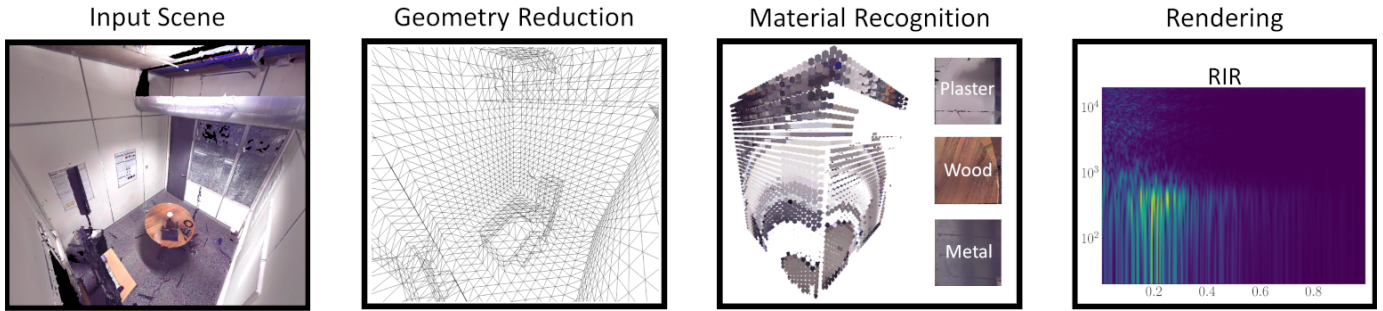 Input Scene
Geometry Reduction
Material Recognition
Rendering
Plaster
Wood
Metal
RIR
10⁴
10³
10²
0.2 0.4 0.6 0.8